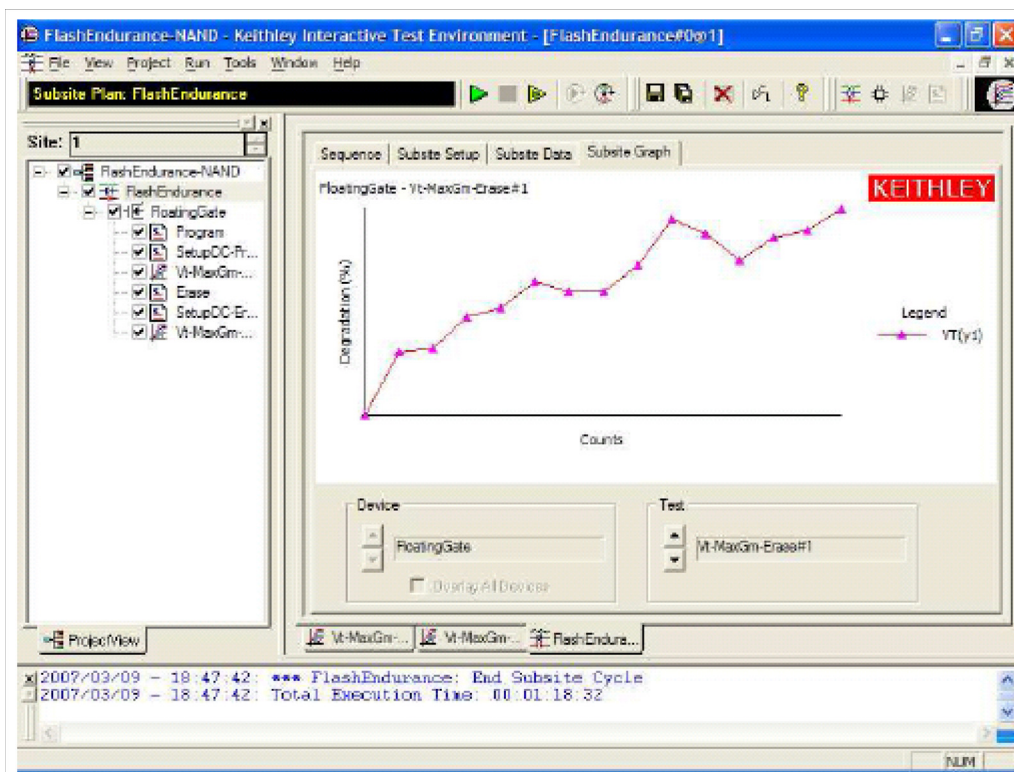 FlashEndurance-NAND - Keithley Interactive Test Environment - [FlashEndurance#0@1]
File View Project Run Tools Window Help
Subsite Plan: FlashEndurance
Site: 1
FlashEndurance-NAND
FlashEndurance
FloatingGate
Program
SetupDC-Pr...
Vt-MaxGm-...
Erase
SetupDC-Er...
Vt-MaxGm-...
ProjectView
Sequence Subsite Setup Subsite Data Subsite Graph
FloatingGate - Vt-MaxGm-Erase#1
KEITHLEY
Degradation (%)
Legend
VT(y1)
Counts
Device
FloatingGate
Overlay All Devices
Test
Vt-MaxGm-Erase#1
Vt-MaxGm-... Vt-MaxGm-... FlashEndura...
2007/03/09 - 18:47:42: *** FlashEndurance: End Subsite Cycle
2007/03/09 - 18:47:42: Total Execution Time: 00:01:18:32
NUM